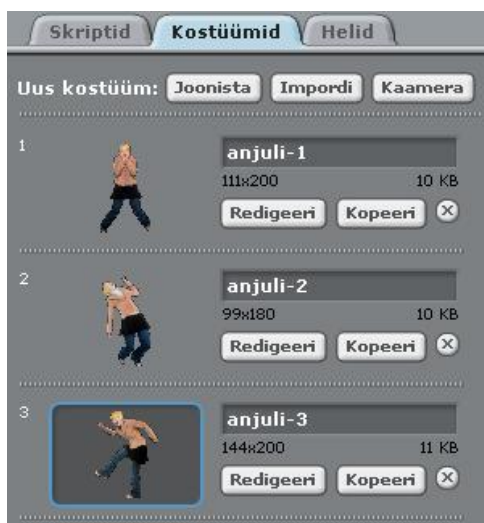 Skriptid Kostüümid Helid
Uus kostüüm: Joonista Impordi Kaamera
1 anjuli-1
111x200 10 KB
Redigeeri Kopeeri
2 anjuli-2
99x180 10 KB
Redigeeri Kopeeri
3 anjuli-3
144x200 11 KB
Redigeeri Kopeeri